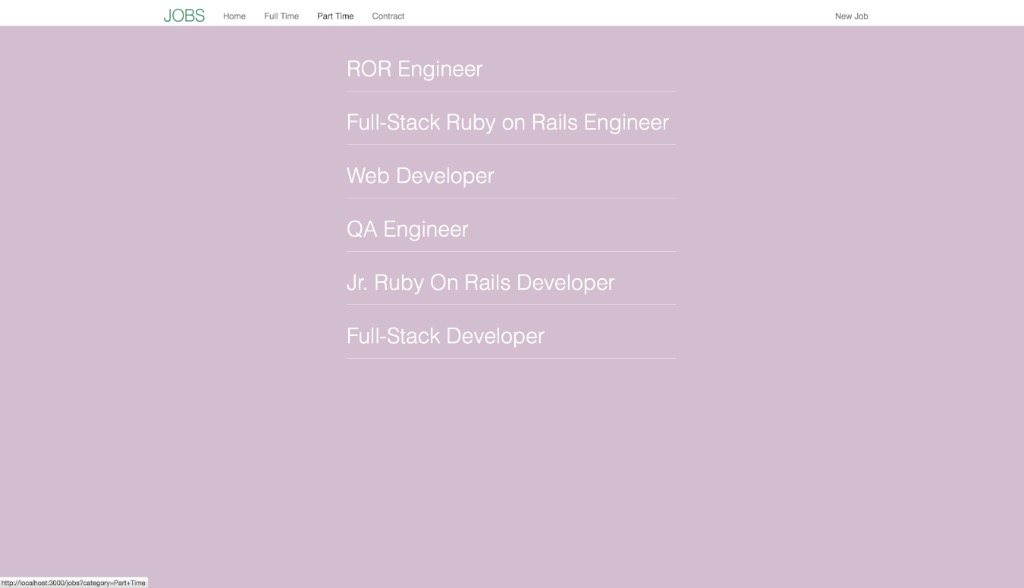 JOBS Home Full Time Part Time Contract New Job
ROR Engineer
Full-Stack Ruby on Rails Engineer
Web Developer
QA Engineer
Jr. Ruby On Rails Developer
Full-Stack Developer
http://localhost:3000/jobs?category=Part+Time